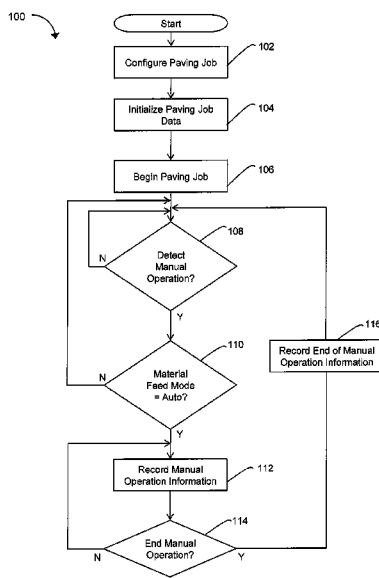 100
Start
Configure Paving Job
102
Initialize Paving Job
Data
104
Begin Paving Job
106
108
Detect
Manual
Operation?
N
Y
116
Record End of Manual
Operation Information
110
Material
Feed Mode
= Auto?
N
Y
Record Manual
Operation Information
112
114
End Manual
Operation?
N
Y